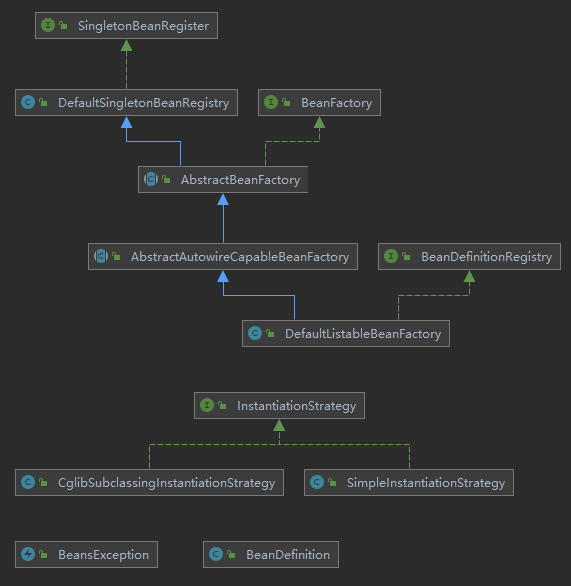 SingletonBeanRegister
DefaultSingletonBeanRegistry
BeanFactory
AbstractBeanFactory
AbstractAutowireCapableBeanFactory
BeanDefinitionRegistry
DefaultListableBeanFactory
InstantiationStrategy
CglibSubclassingInstantiationStrategy
SimpleInstantiationStrategy
BeansException
BeanDefinition